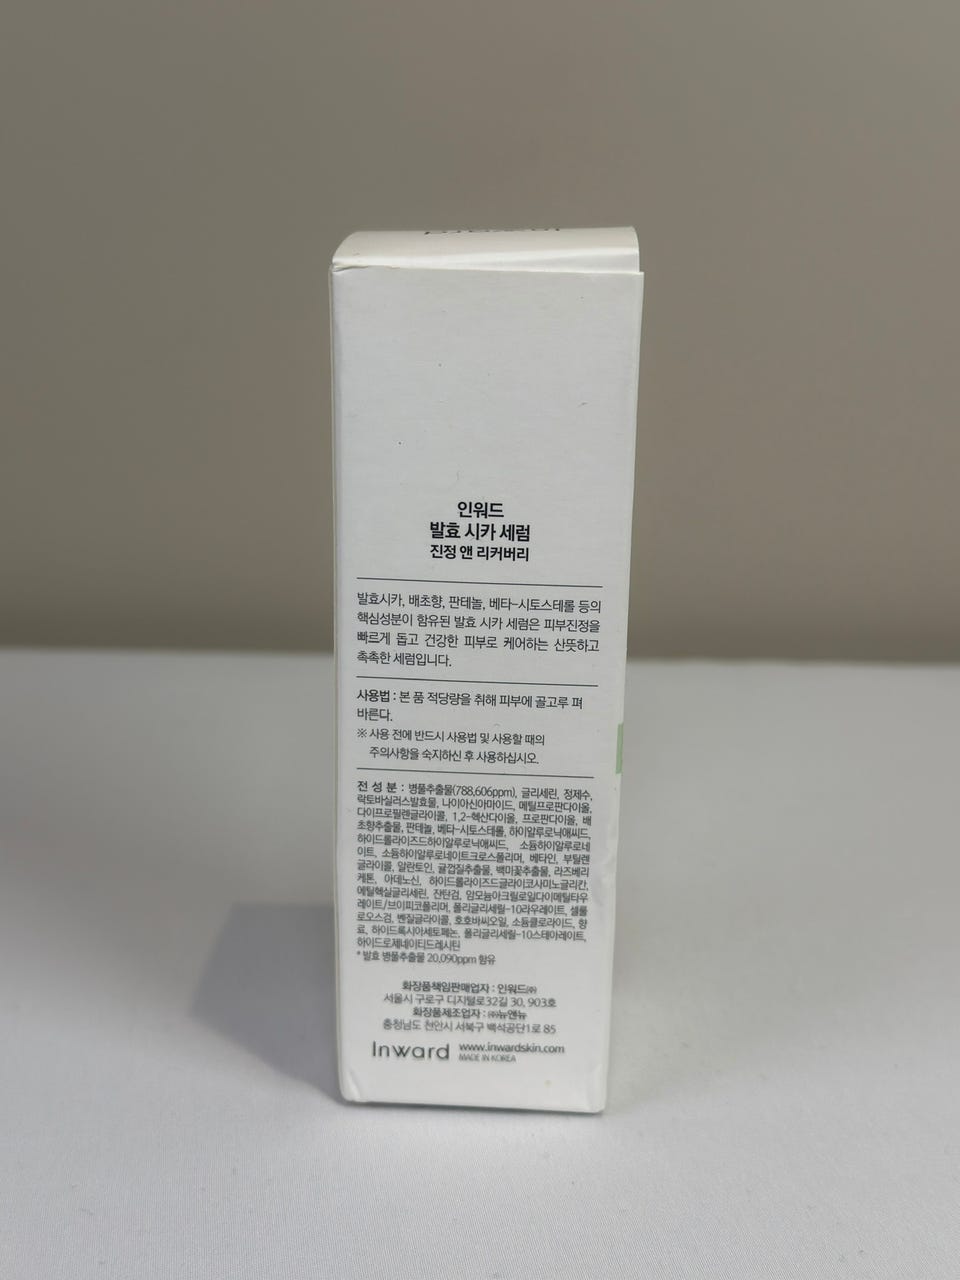 인워드
발효 시카 세럼
진정 앤 리커버리
발효시카, 배초향, 판테놀, 베타-시토스테롤 등의
핵심성분이 함유된 발효 시카 세럼은 피부진정을
빠르게 돕고 건강한 피부로 케어하는 산뜻하고
촉촉한 세럼입니다.
사용법 : 본 품 적당량을 취해 피부에 골고루 펴
바른다.
※ 사용 전에 반드시 사용법 및 사용할 때의
주의사항을 숙지하신 후 사용하십시오.
전 성 분 : 병풀추출물(788,606ppm), 글리세린, 정제수,
락토바실러스발효물, 나이아신아마이드, 메틸프로판다이올,
다이프로필렌글라이콜, 1,2-헥산다이올, 프로판다이올, 배
초향추출물, 판테놀, 베타-시토스테롤, 하이알루로닉애씨드,
하이드롤라이즈드하이알루로닉애씨드, 소듐하이알루로네
이트, 소듐하이알루로네이트크로스폴리머, 베타인, 부틸렌
글라이콜, 알란토인, 귤껍질추출물, 백미꽃추출물, 라즈베리
케톤, 아데노신, 하이드롤라이즈드글라이코사미노글리칸,
에틸헥실글리세린, 잔탄검, 암모늄아크릴로일다이메틸타우
레이트/브이피코폴리머, 폴리글리세릴-10라우레이트, 셀룰
로오스검, 벤질글라이콜, 호호바씨오일, 소듐클로라이드, 향
료, 하이드록시아세토페논, 폴리글리세릴-10스테아레이트,
하이드로제네이티드레시틴
* 발효 병풀추출물 20,090ppm 함유
화장품책임판매업자 : 인워드㈜
서울시 구로구 디지털로32길 30, 903호
화장품제조업자 : ㈜뉴앤뉴
충청남도 천안시 서북구 백석공단1로 85
Inward www.inwardskin.com
MADE IN KOREA